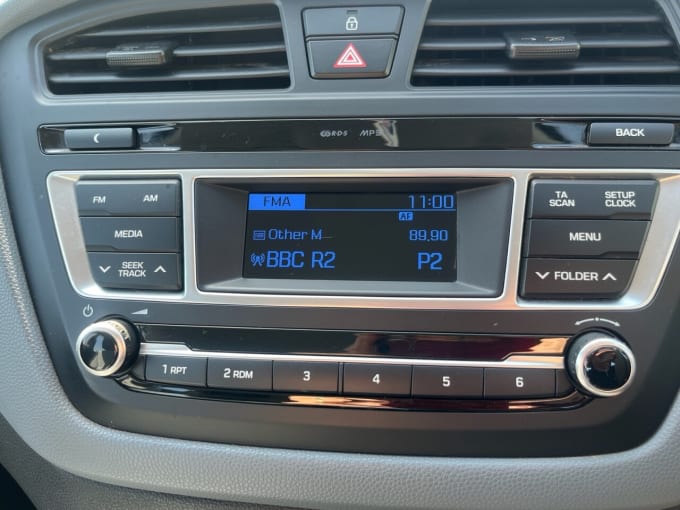 RDS MP3
BACK
FM AM
MEDIA
SEEK
TRACK
FMA 11:00
AF
Other M
89.90
BBC R2 P2
TA
SCAN
SETUP
CLOCK
MENU
FOLDER
1 RPT 2 RDM 3 4 5 6